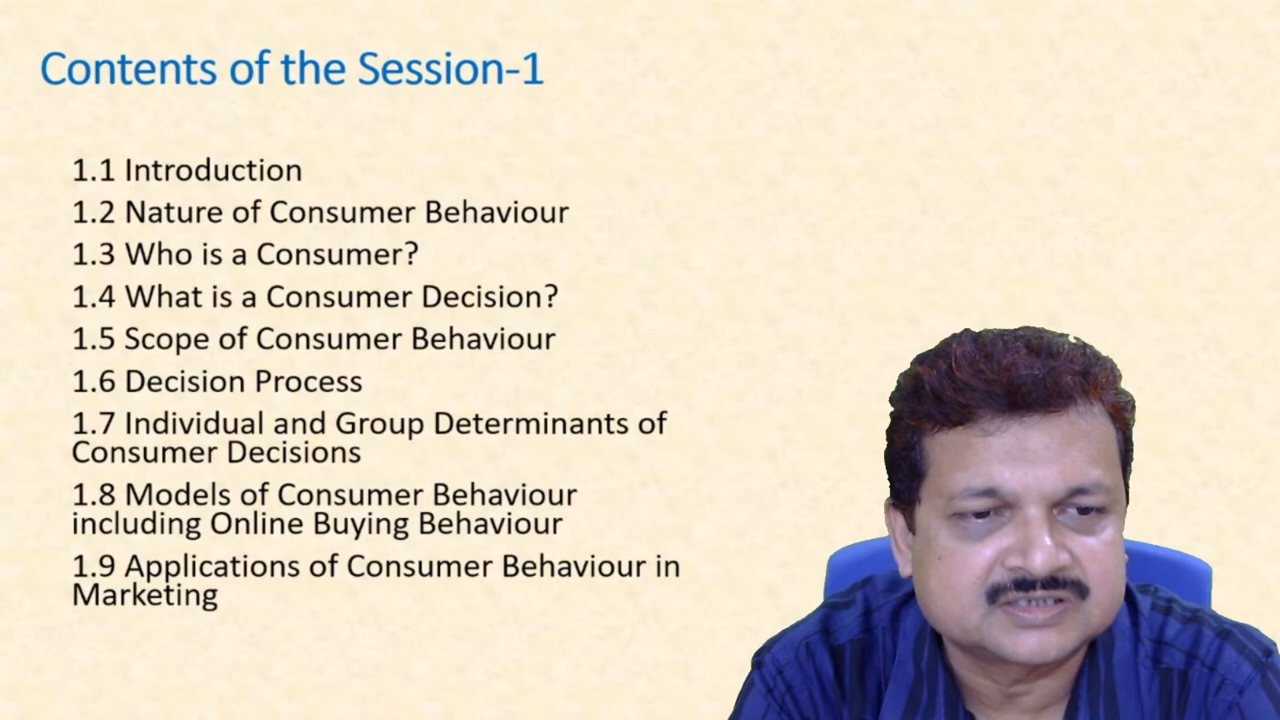 Contents of the Session-1
1.1 Introduction
1.2 Nature of Consumer Behaviour
1.3 Who is a Consumer?
1.4 What is a Consumer Decision?
1.5 Scope of Consumer Behaviour
1.6 Decision Process
1.7 Individual and Group Determinants of
Consumer Decisions
1.8 Models of Consumer Behaviour
including Online Buying Behaviour
1.9 Applications of Consumer Behaviour in
Marketing